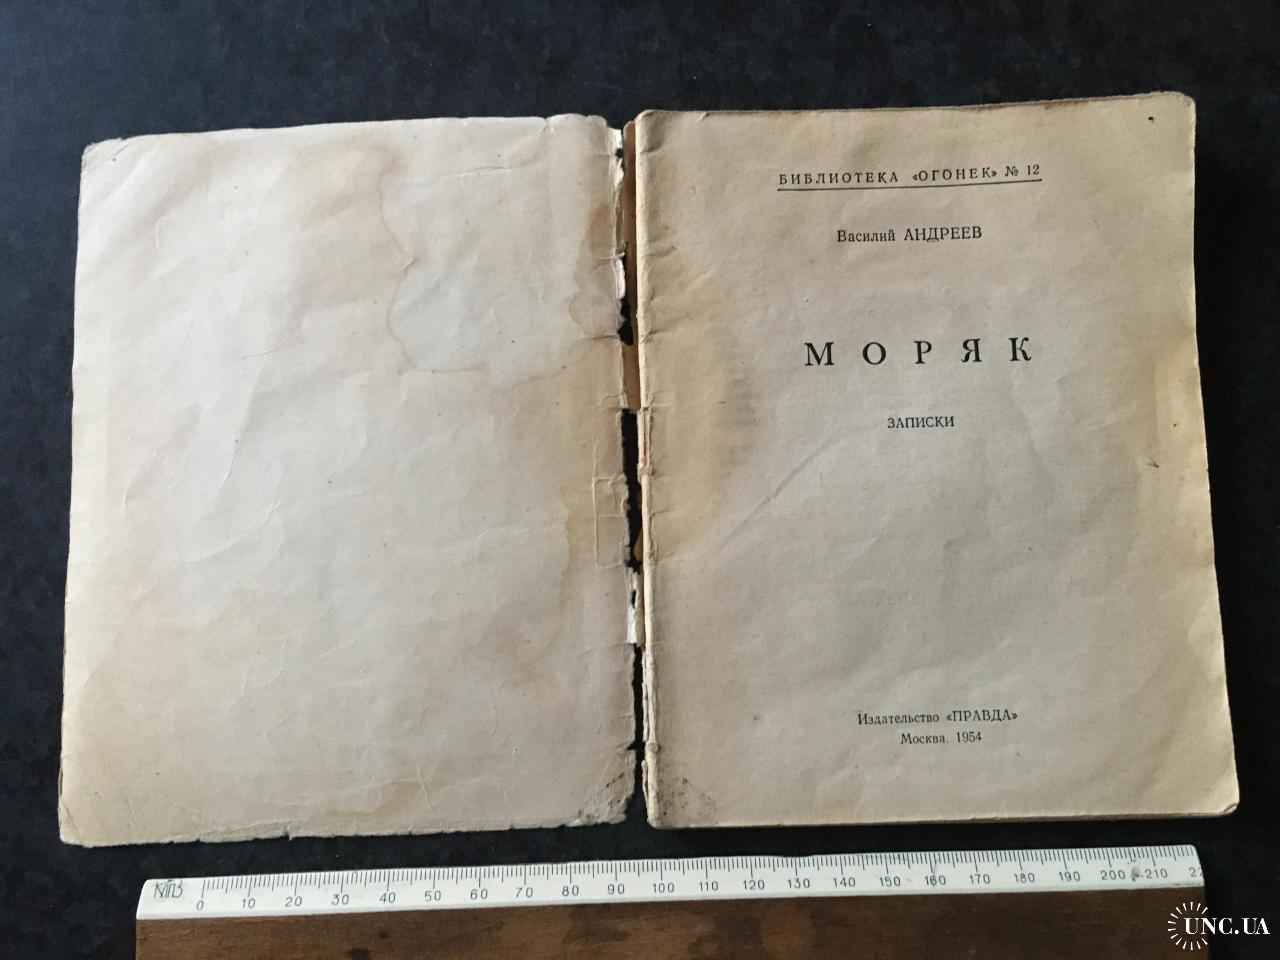 БИБЛИОТЕКА «ОГОНЕК» № 12
Василий АНДРЕЕВ
МОРЯК
ЗАПИСКИ
Издательство «ПРАВДА»
Москва. 1954
0 10 20 30 40 50 60 70 80 90 100 110 120 130 140 150 160 170 180 190 200 210
UNC.UA